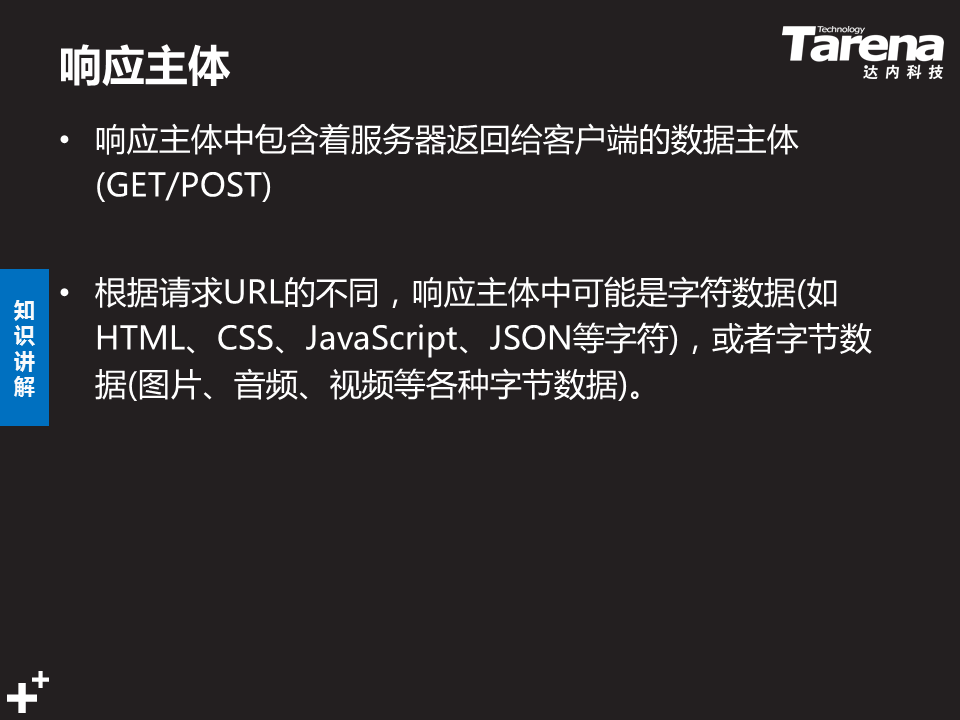 响应主体
Technology
Tarena
达内科技
• 响应主体中包含着服务器返回给客户端的数据主体
(GET/POST)
• 根据请求URL的不同，响应主体中可能是字符数据(如
HTML、CSS、JavaScript、JSON等字符)，或者字节数
据(图片、音频、视频等各种字节数据)。
知
识
讲
解